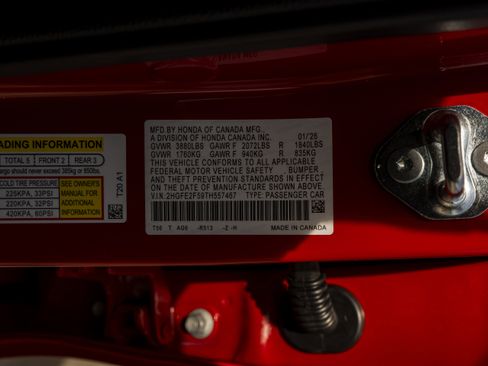 ADING INFORMATION
TOTAL 5 FRONT 2 REAR 3
argo should never exceed 385kg or 850lbs.
COLD TIRE PRESSURE SEE OWNER'S MANUAL FOR ADDITIONAL INFORMATION
225KPA, 33PSI
220KPA, 32PSI
420KPA, 60PSI
T20 A1
MFD BY HONDA OF CANADA MFG.,
A DIVISION OF HONDA CANADA INC. 01/25
GVWR 3880LBS GAWR F 2072LBS R 1840LBS
GVWR 1760KG GAWR F 940KG R 835KG
THIS VEHICLE CONFORMS TO ALL APPLICABLE
FEDERAL MOTOR VEHICLE SAFETY , BUMPER
AND THEFT PREVENTION STANDARDS IN EFFECT
ON THE DATE OF MANUFACTURE SHOWN ABOVE
V.I.N: 2HGFE2F59TH557467 TYPE: PASSENGER CAR
-R513 -Z -H MADE IN CANADA